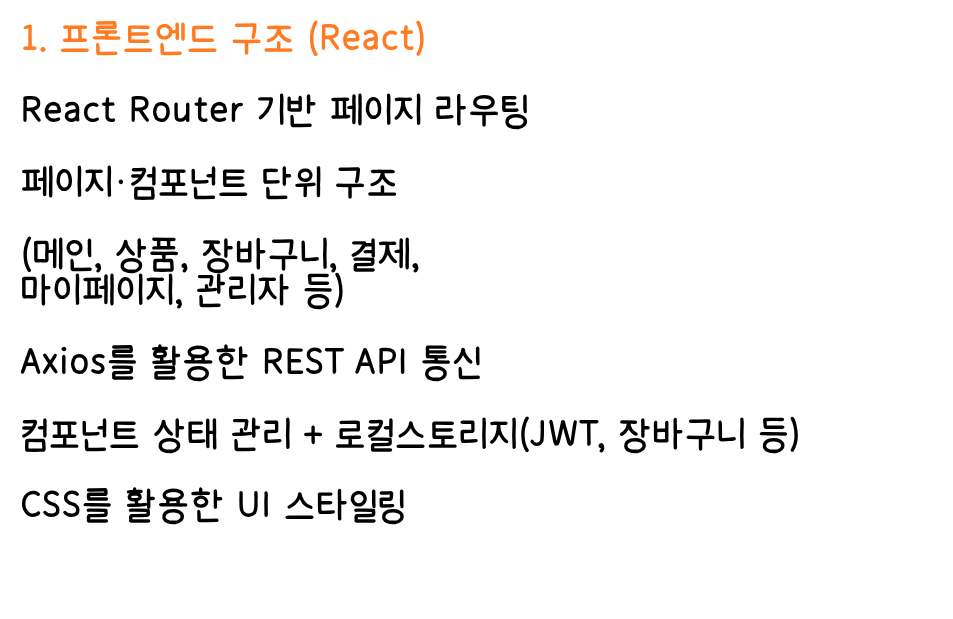 1. 프론트엔드 구조 (React)
React Router 기반 페이지 라우팅
페이지·컴포넌트 단위 구조
(메인, 상품, 장바구니, 결제,
마이페이지, 관리자 등)
Axios를 활용한 REST API 통신
컴포넌트 상태 관리 + 로컬스토리지(JWT, 장바구니 등)
CSS를 활용한 UI 스타일링